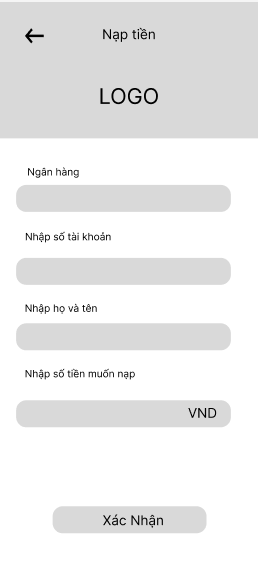 Nạp tiền
LOGO
Ngân hàng
Nhập số tài khoản
Nhập họ và tên
Nhập số tiền muốn nạp
VND
Xác Nhận